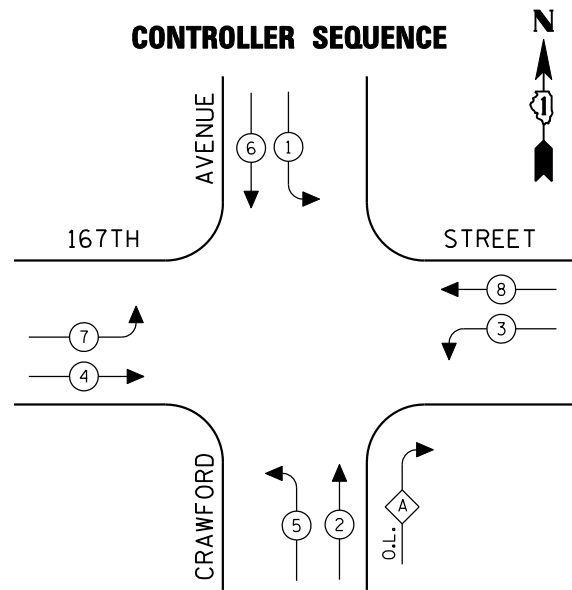 CONTROLLER SEQUENCE
N
1
AVENUE
6
1
167TH
STREET
8
7
3
4
CRAWFORD
5
2
O.L.
A